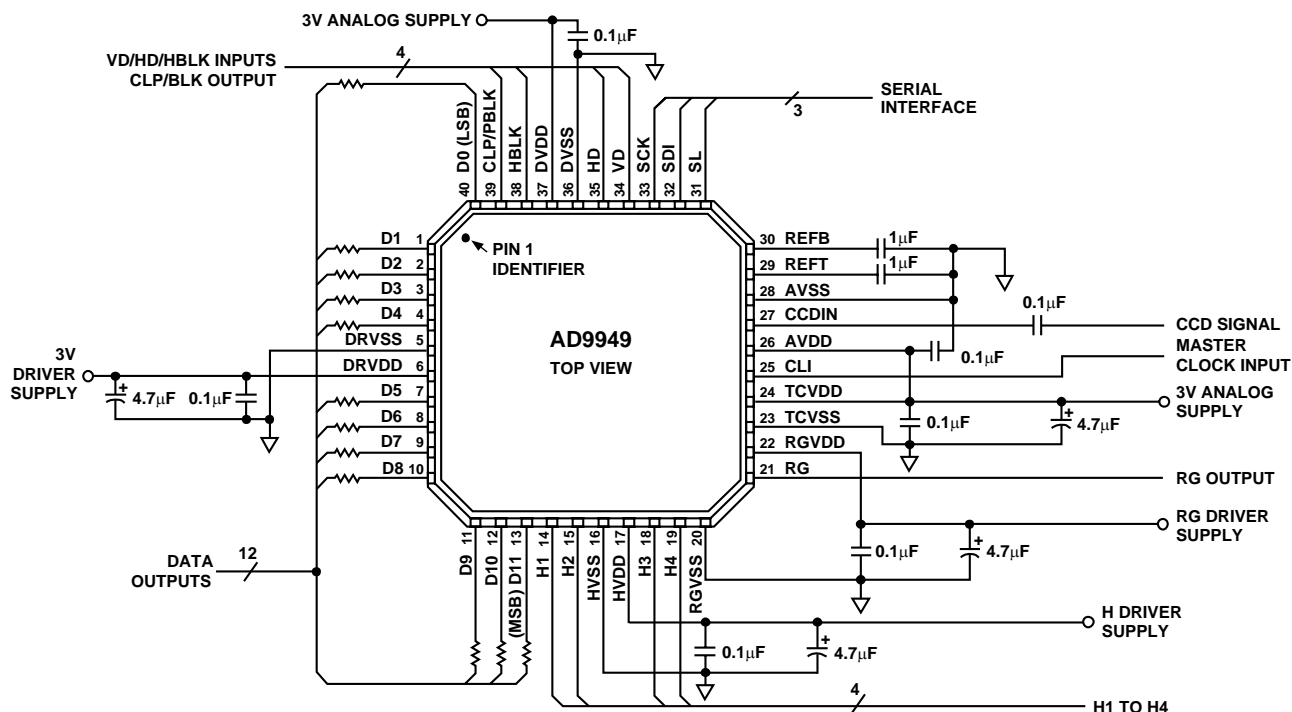 3V ANALOG SUPPLY
0.1μF
VD/HD/HBLK INPUTS
CLP/BLK OUTPUT
4
SERIAL
INTERFACE
3
D0 (LSB)
CLP/PBLK
HBLK
DVDD
DVSS
HD
VD
SCK
SDI
SL
40
39
38
37
36
35
34
33
32
31
D1 1
D2 2
D3 3
D4 4
DRVSS 5
DRVDD 6
D5 7
D6 8
D7 9
D8 10
PIN 1
IDENTIFIER
AD9949
TOP VIEW
30 REFB
1μF
29 REFT
1μF
28 AVSS
27 CCDIN
0.1μF
26 AVDD
0.1μF
25 CLI
24 TCVDD
23 TCVSS
22 RGVDD
21 RG
CCD SIGNAL
MASTER
CLOCK INPUT
3V ANALOG
SUPPLY
0.1μF
+
4.7μF
RG OUTPUT
RG DRIVER
SUPPLY
0.1μF
+
4.7μF
3V
DRIVER
SUPPLY
+
4.7μF
0.1μF
11
12
13
14
15
16
17
18
19
20
D9
D10
(MSB) D11
H1
H2
HVSS
HVDD
H3
H4
RGVSS
DATA
OUTPUTS
12
H DRIVER
SUPPLY
0.1μF
+
4.7μF
4
H1 TO H4